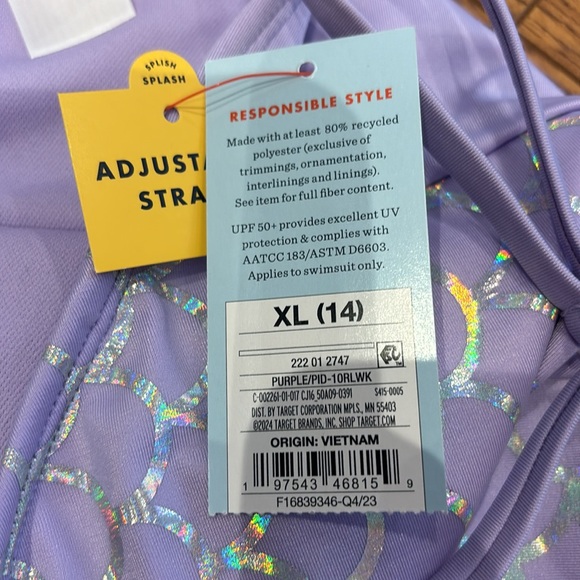 SPLISH
SPLASH
ADJUSTA
STRA
RESPONSIBLE STYLE
Made with at least 80% recycled
polyester (exclusive of
trimmings, ornamentation,
interlinings and linings).
See item for full fiber content.
UPF 50+ provides excellent UV
protection & complies with
AATCC 183/ASTM D6603.
Applies to swimsuit only.
XL (14)
222 01 2747
PURPLE/PID-10RLWK
C-002261-01-017 CJ16_50A09-0391 S415-0005
DIST. BY TARGET CORPORATION MPLS., MN 55403
©2024 TARGET BRANDS, INC. SHOP TARGET.COM
ORIGIN: VIETNAM
1 97543 46815 9
F16839346-Q4/23